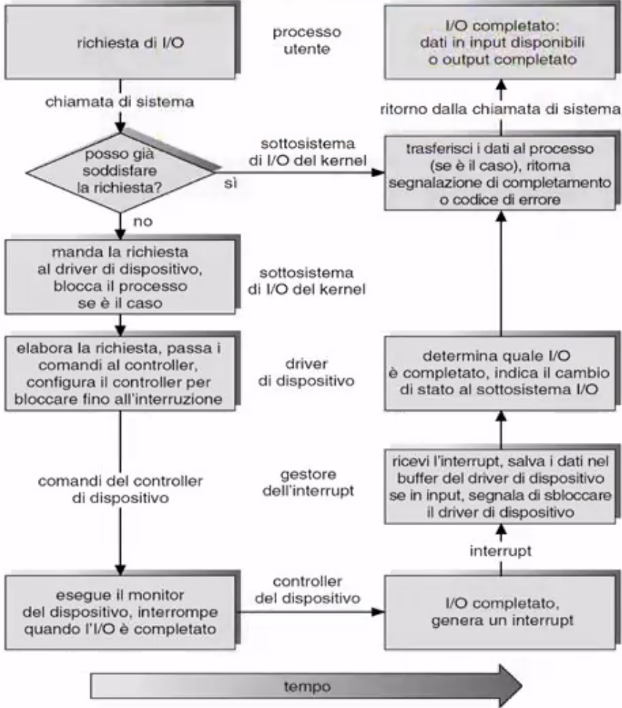 richiesta di I/O
processo
utente
I/O completato:
dati in input disponibili
o output completato
chiamata di sistema
ritorno dalla chiamata di sistema
posso già
soddisfare
la richiesta?
sì
no
sottosistema
di I/O del kernel
trasferisci i dati al processo
(se è il caso), ritorna
segnalazione di completamento
o codice di errore
manda la richiesta
al driver di dispositivo,
blocca il processo
se è il caso
sottosistema
di I/O del kernel
elabora la richiesta, passa i
comandi al controller,
configura il controller per
bloccare fino all'interruzione
driver
di dispositivo
determina quale I/O
è completato, indica il cambio
di stato al sottosistema I/O
comandi del controller
di dispositivo
gestore
dell'interrupt
ricevi l'interrupt, salva i dati nel
buffer del driver di dispositivo
se in input, segnala di sbloccare
il driver di dispositivo
interrupt
esegue il monitor
del dispositivo, interrompe
quando l'I/O è completato
controller
del dispositivo
I/O completato,
genera un interrupt
tempo